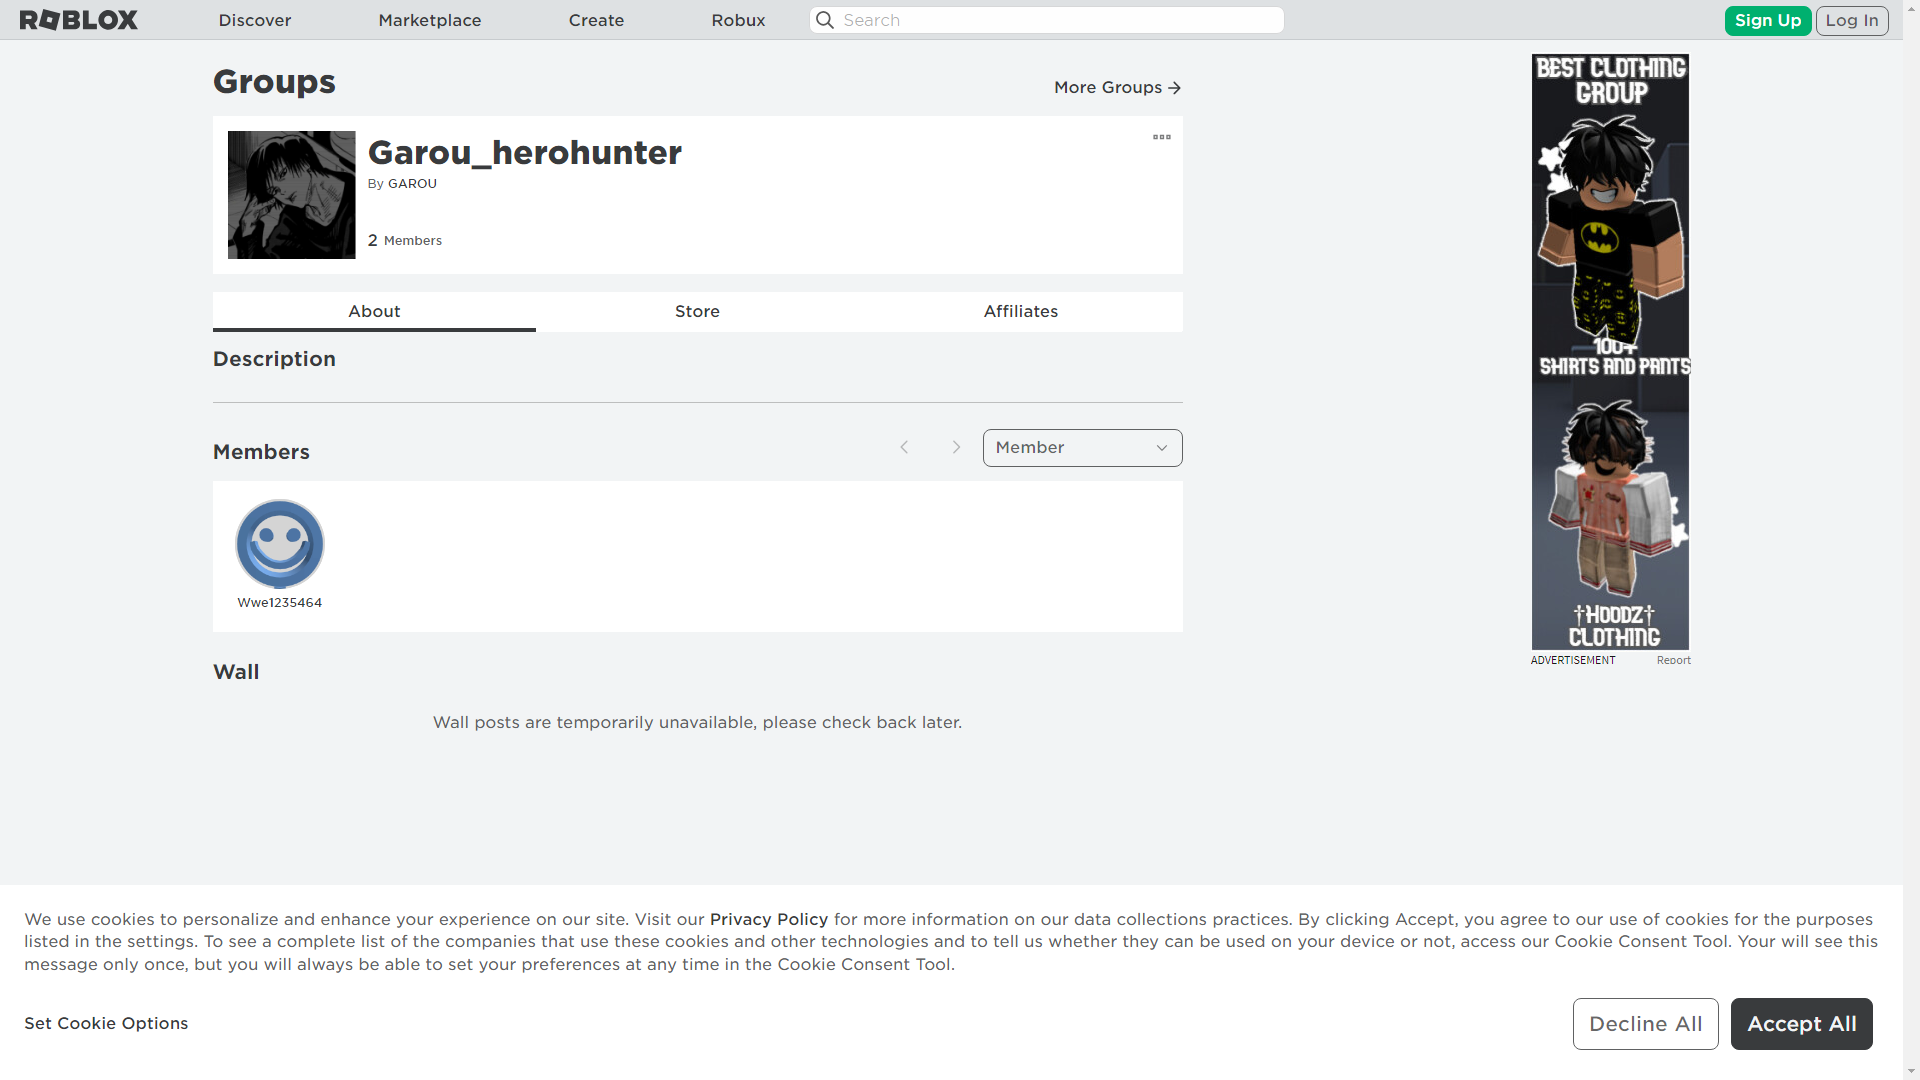 ROBLOX
Discover
Marketplace
Create
Robux
Search
Sign Up
Log In
Groups
More Groups
Garou_herohunter
By GAROU
2 Members
About
Store
Affiliates
Description
Members
Member
Wwe1235464
Wall
Wall posts are temporarily unavailable, please check back later.
BEST CLOTHING
GROUP
100+
SHIRTS AND PANTS
†HOODZ†
CLOTHING
ADVERTISEMENT
Report
We use cookies to personalize and enhance your experience on our site. Visit our Privacy Policy for more information on our data collections practices. By clicking Accept, you agree to our use of cookies for the purposes
listed in the settings. To see a complete list of the companies that use these cookies and other technologies and to tell us whether they can be used on your device or not, access our Cookie Consent Tool. Your will see this
message only once, but you will always be able to set your preferences at any time in the Cookie Consent Tool.
Set Cookie Options
Decline All
Accept All